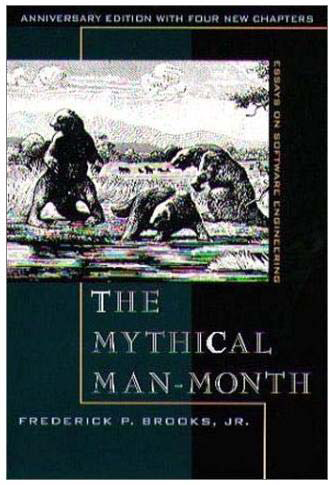 ANNIVERSARY EDITION WITH FOUR NEW CHAPTERS
ESSAYS ON SOFTWARE ENGINEERING
THE
MYTHICAL
MAN-MONTH
FREDERICK P. BROOKS, JR.